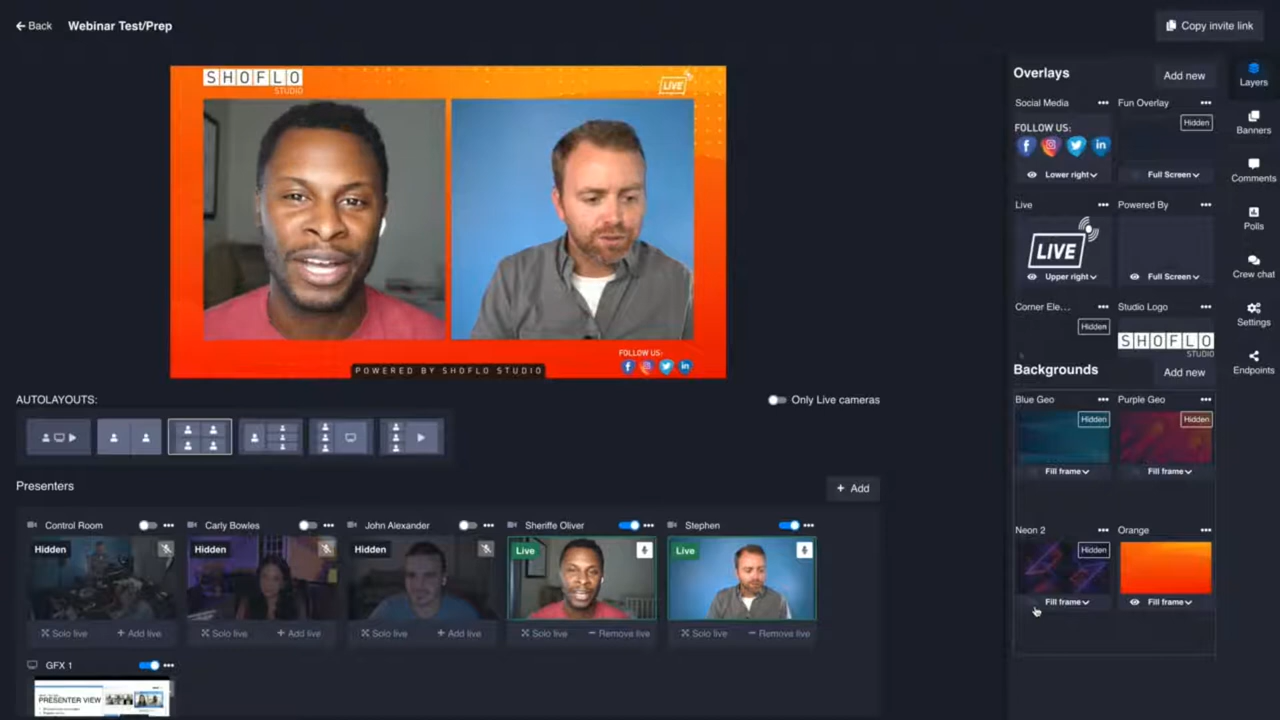 Back
Webinar Test/Prep
Copy invite link
SHOFLO
STUDIO
LIVE
FOLLOW US:
POWERED BY SHOFLO STUDIO
AUTOLAYOUTS:
Only Live cameras
Presenters
+ Add
Control Room
Hidden
Solo live
+ Add live
Carly Bowles
Hidden
Solo live
+ Add live
John Alexander
Hidden
Solo live
+ Add live
Sheriffe Oliver
Live
Solo live
− Remove live
Stephen
Live
Solo live
− Remove live
GFX 1
PRESENTER VIEW
Overlays
Add new
Social Media
FOLLOW US:
Lower right
Fun Overlay
Hidden
Full Screen
Live
LIVE
Upper right
Powered By
Full Screen
Corner Ele...
Hidden
Studio Logo
SHOFLO
STUDIO
Backgrounds
Add new
Blue Geo
Hidden
Fill frame
Purple Geo
Hidden
Fill frame
Neon 2
Hidden
Fill frame
Orange
Fill frame
Layers
Banners
Comments
Polls
Crew chat
Settings
Endpoints